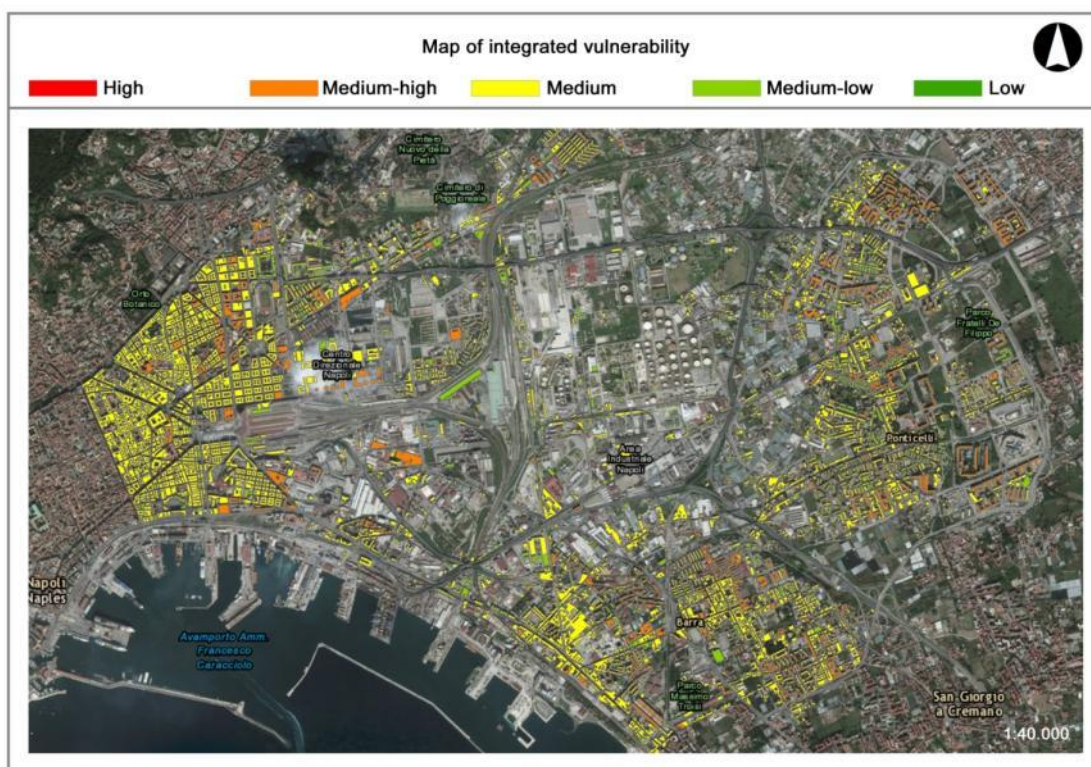 Map of integrated vulnerability
High
Medium-high
Medium
Medium-low
Low
Cimitero
Nuovo della
Pietà
Cimitero di
Poggioreale
Orto
Botanico
Centro
Direzionale
Napoli
Parco
Fratelli De
Filippo
Ponticelli
Area
Industriale
Napoli
Napoli
Naples
Avamporto Amm.
Francesco
Caracciolo
Barra
Parco
Massimo
Troisi
San Giorgio
a Cremano
1:40.000